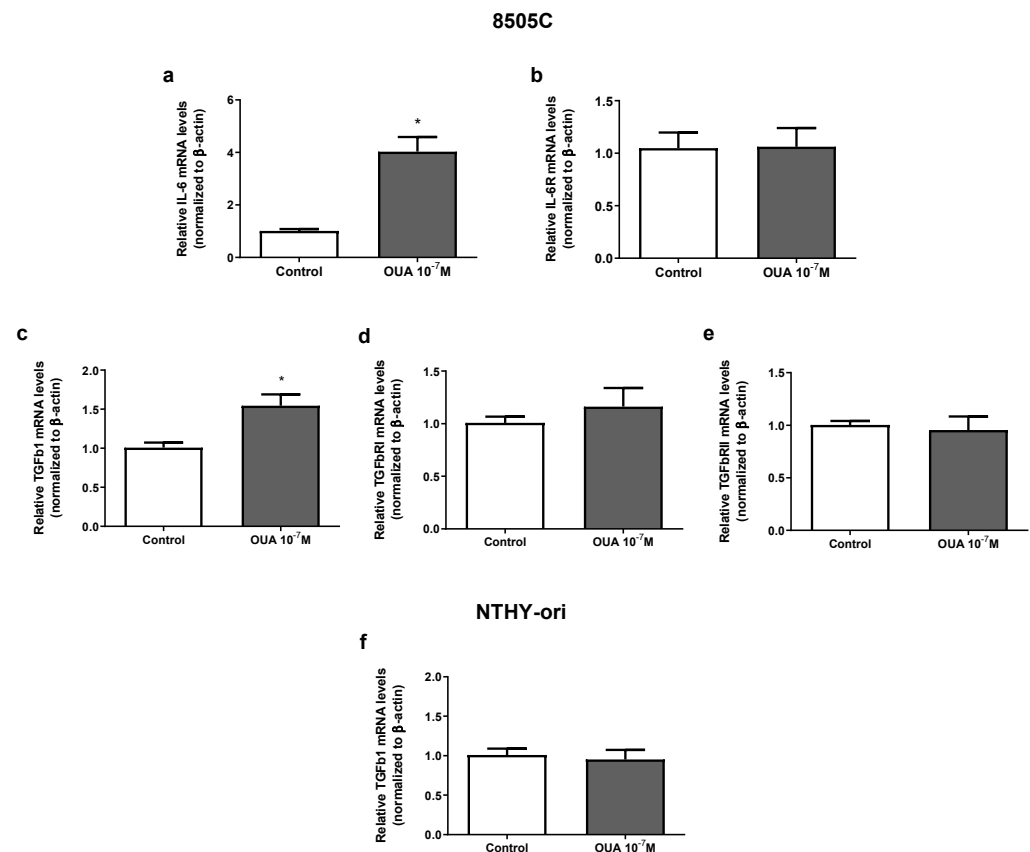 8505C
a
Relative IL-6 mRNA levels
(normalized to β-actin)
6
4
2
0
*
Control
OUA 10⁻⁷M
b
Relative IL-6R mRNA levels
(normalized to β-actin)
1.5
1.0
0.5
0.0
Control
OUA 10⁻⁷M
c
Relative TGFb1 mRNA levels
(normalized to β-actin)
2.0
1.5
1.0
0.5
0.0
*
Control
OUA 10⁻⁷M
d
Relative TGFbRI mRNA levels
(normalized to β-actin)
1.5
1.0
0.5
0.0
Control
OUA 10⁻⁷M
e
Relative TGFbRII mRNA levels
(normalized to β-actin)
1.5
1.0
0.5
0.0
Control
OUA 10⁻⁷M
NTHY-ori
f
Relative TGFb1 mRNA levels
(normalized to β-actin)
2.0
1.5
1.0
0.5
0.0
Control
OUA 10⁻⁷M